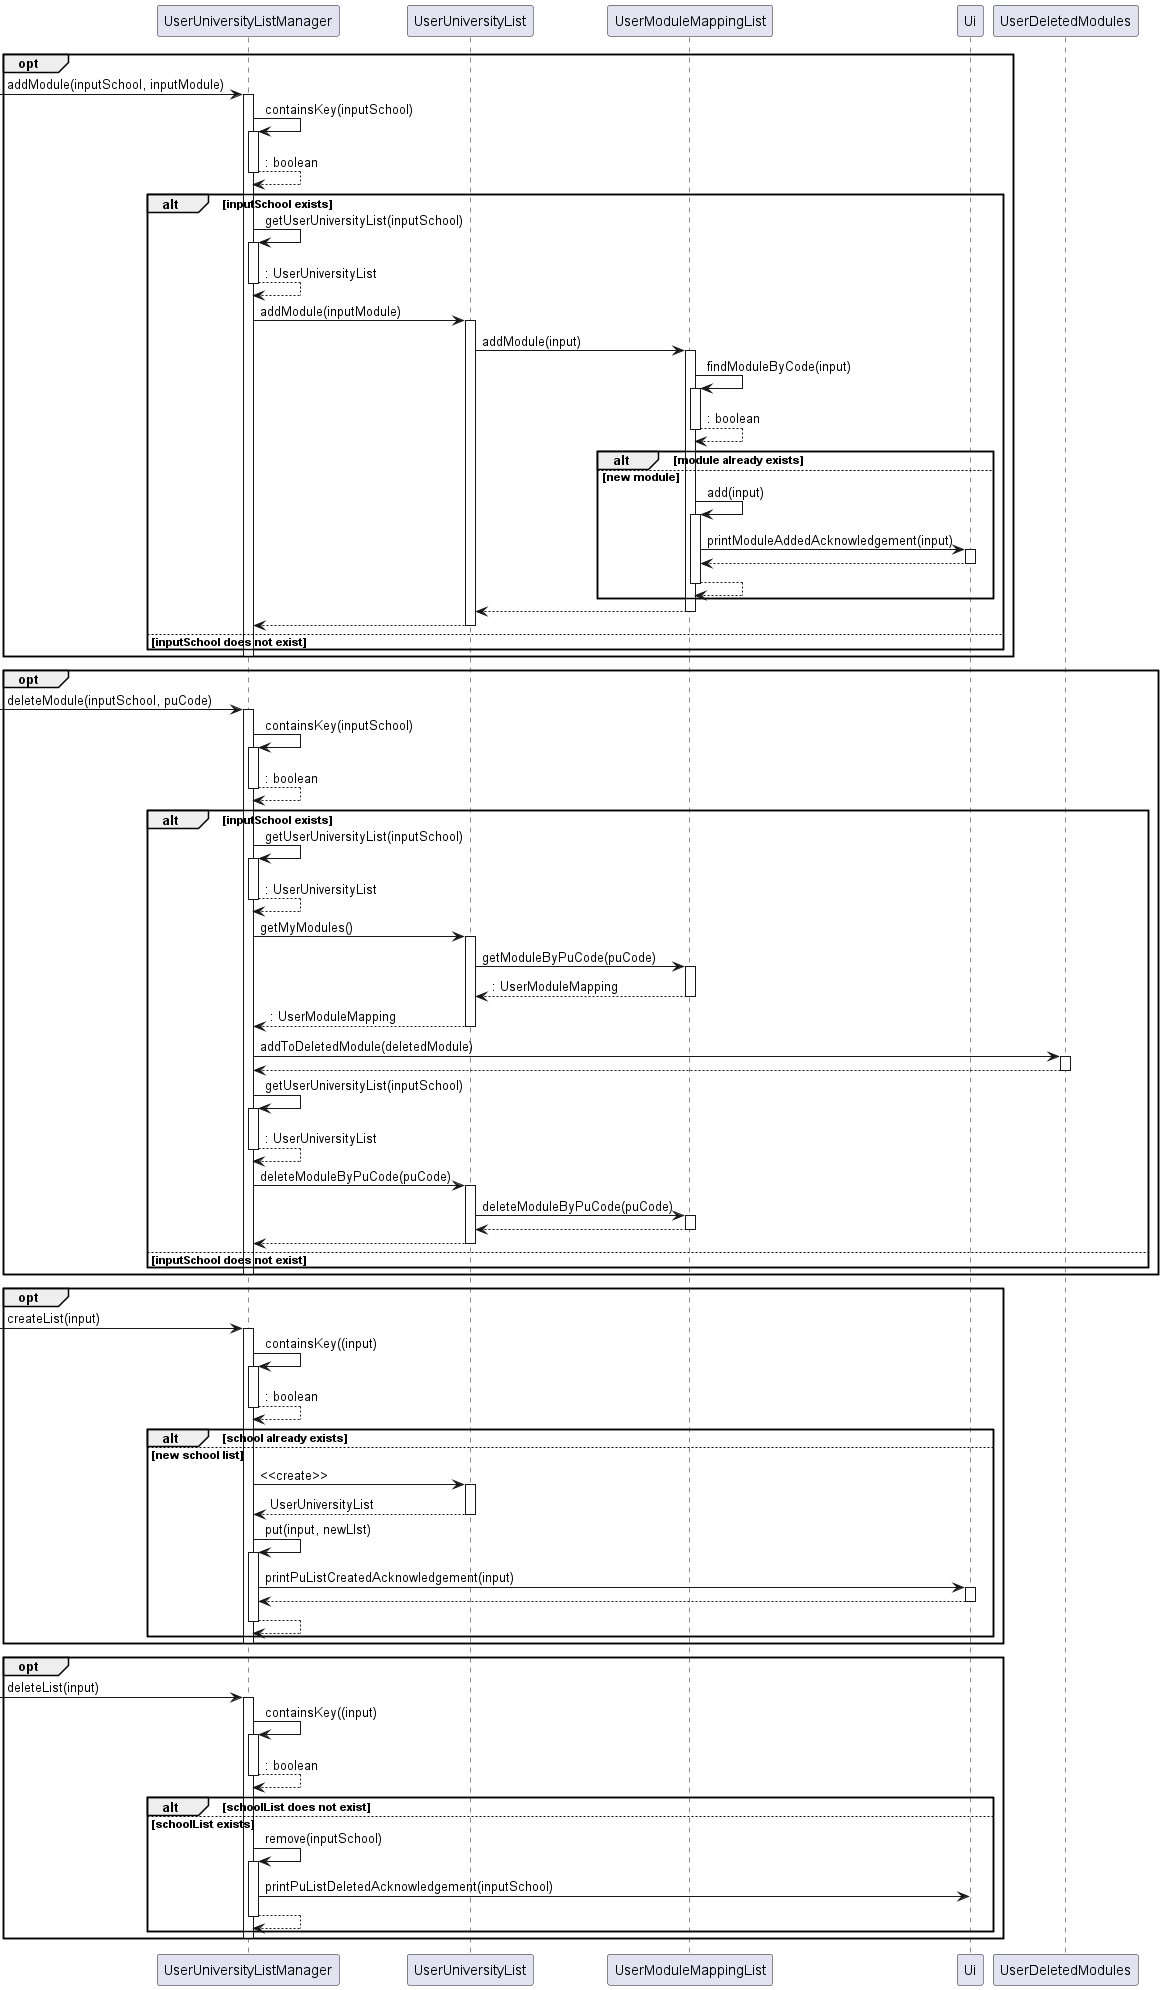 UserUniversityListManager UserUniversityList UserModuleMappingList Ui UserDeletedModules
opt
addModule(inputSchool, inputModule)
containsKey(inputSchool)
: boolean
alt [inputSchool exists]
getUserUniversityList(inputSchool)
: UserUniversityList
addModule(inputModule)
addModule(input)
findModuleByCode(input)
: boolean
alt [module already exists]
[new module]
add(input)
printModuleAddedAcknowledgement(input)
[inputSchool does not exist]
opt
deleteModule(inputSchool, puCode)
containsKey(inputSchool)
: boolean
alt [inputSchool exists]
getUserUniversityList(inputSchool)
: UserUniversityList
getMyModules()
getModuleByPuCode(puCode)
: UserModuleMapping
: UserModuleMapping
addToDeletedModule(deletedModule)
getUserUniversityList(inputSchool)
: UserUniversityList
deleteModuleByPuCode(puCode)
deleteModuleByPuCode(puCode)
[inputSchool does not exist]
opt
createList(input)
containsKey((input)
: boolean
alt [school already exists]
[new school list]
<<create>>
UserUniversityList
put(input, newLIst)
printPuListCreatedAcknowledgement(input)
opt
deleteList(input)
containsKey((input)
: boolean
alt [schoolList does not exist]
[schoolList exists]
remove(inputSchool)
printPuListDeletedAcknowledgement(inputSchool)
UserUniversityListManager UserUniversityList UserModuleMappingList Ui UserDeletedModules